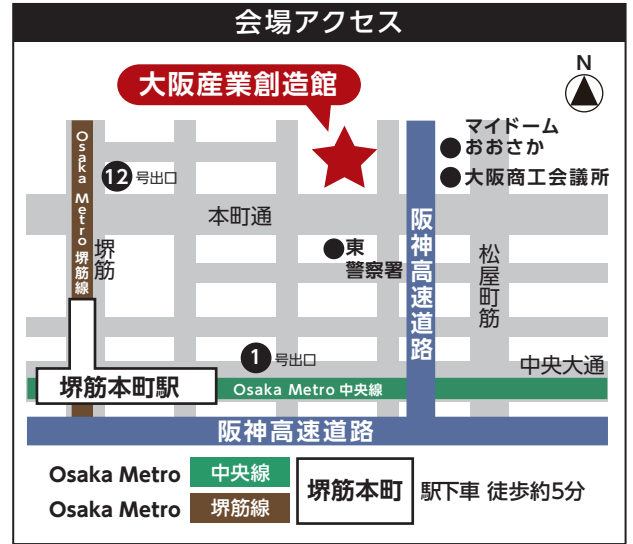 会場アクセス
大阪産業創造館
N
マイドーム
おおさか
大阪商工会議所
Osaka Metro 堺筋線
12号出口
本町通
堺筋
東
警察署
阪神高速道路
松屋町筋
1号出口
中央大通
堺筋本町駅
Osaka Metro 中央線
阪神高速道路
Osaka Metro 中央線
Osaka Metro 堺筋線
堺筋本町 駅下車 徒歩約5分